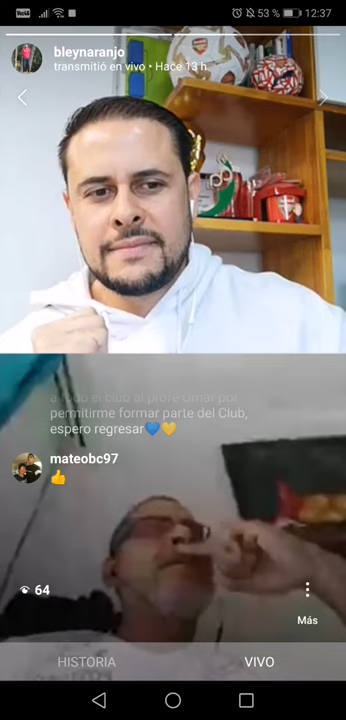 53 % 12:37
bleynaranjo
transmitió en vivo • Hace 13 h
a todo el club al profe Omar por
permitirme formar parte del Club,
espero regresar💙💛
mateobc97
👍
64
Más
HISTORIA VIVO